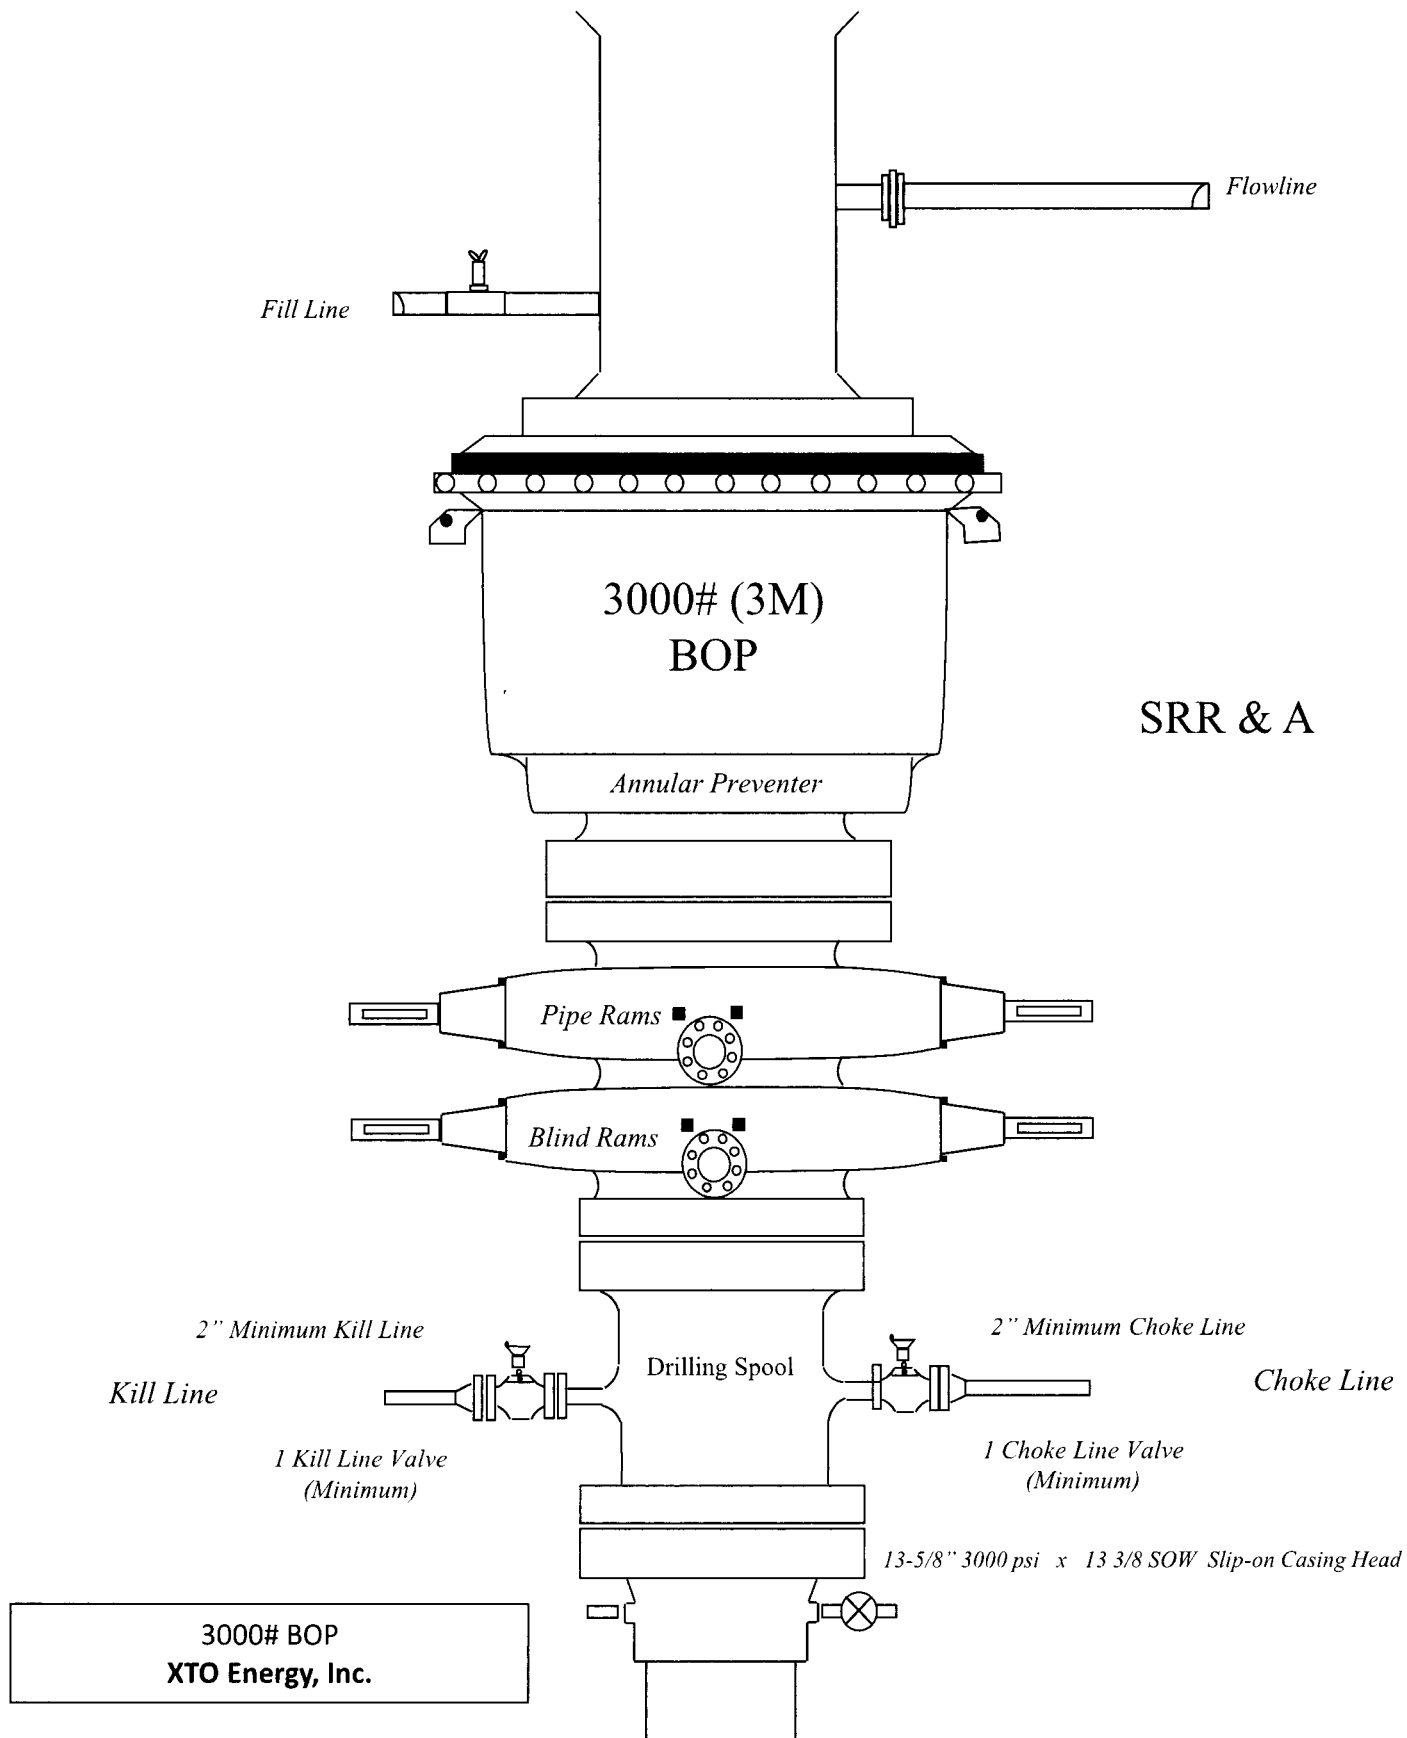 Flowline
Fill Line
3000# (3M)
BOP
SRR & A
Annular Preventer
Pipe Rams
Blind Rams
2” Minimum Kill Line
2” Minimum Choke Line
Drilling Spool
Kill Line
Choke Line
1 Kill Line Valve
(Minimum)
1 Choke Line Valve
(Minimum)
13-5/8” 3000 psi x 13 3/8 SOW Slip-on Casing Head
3000# BOP
XTO Energy, Inc.